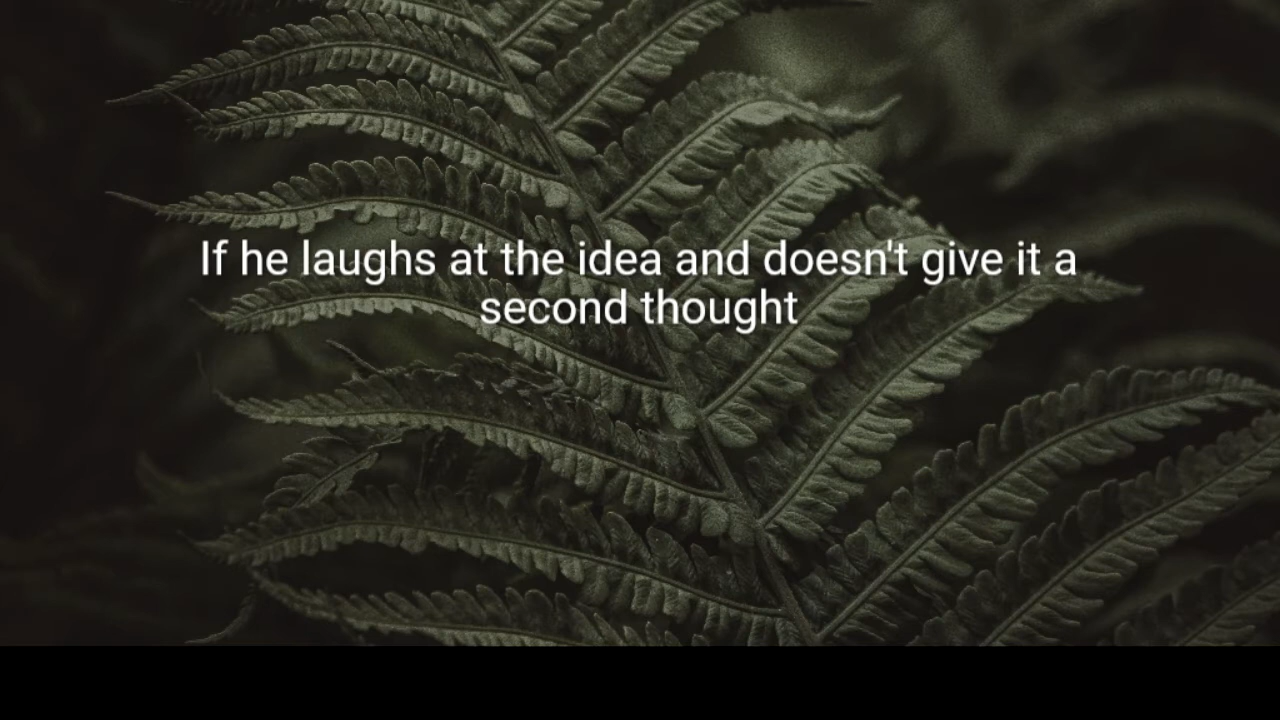 If he laughs at the idea and doesn't give it a
second thought